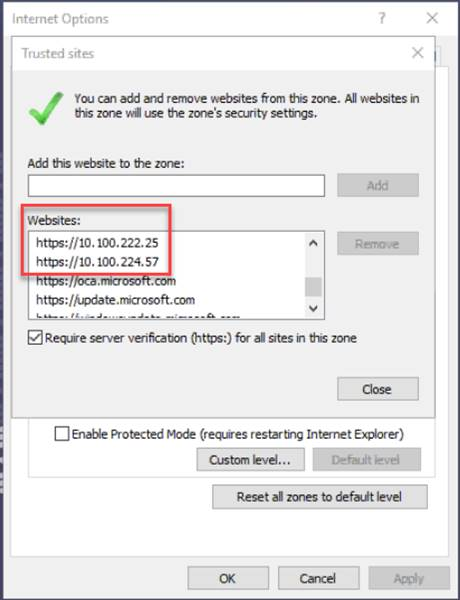 Internet Options
Trusted sites
You can add and remove websites from this zone. All websites in
this zone will use the zone's security settings.
Add this website to the zone:
Add
Websites:
https://10.100.222.25
Remove
https://10.100.224.57
https://oca.microsoft.com
https://update.microsoft.com
Require server verification (https:) for all sites in this zone
Close
Enable Protected Mode (requires restarting Internet Explorer)
Custom level...
Default level
Reset all zones to default level
OK
Cancel
Apply